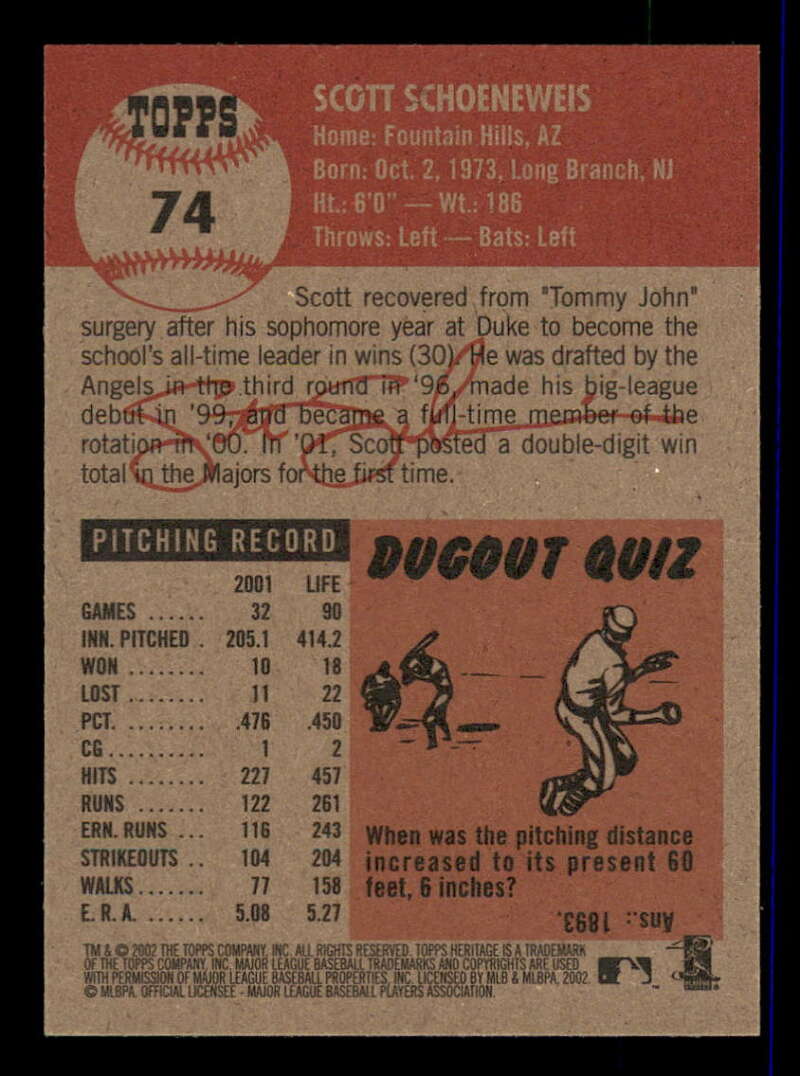 TOPPS
74
SCOTT SCHOENEWEIS
Home: Fountain Hills, AZ
Born: Oct. 2, 1973, Long Branch, NJ
Ht.: 6'0" — Wt.: 186
Throws: Left — Bats: Left
Scott recovered from "Tommy John"
surgery after his sophomore year at Duke to become the
school's all-time leader in wins (30). He was drafted by the
Angels in the third round in '96, made his big-league
debut in '99, and became a full-time member of the
rotation in '00. In '01, Scott posted a double-digit win
total in the Majors for the first time.
PITCHING RECORD
2001 LIFE
GAMES ...... 32 90
INN. PITCHED . 205.1 414.2
WON ........ 10 18
LOST ........ 11 22
PCT. ........ .476 .450
CG.......... 1 2
HITS ........ 227 457
RUNS ....... 122 261
ERN. RUNS ... 116 243
STRIKEOUTS .. 104 204
WALKS....... 77 158
E.R.A. ...... 5.08 5.27
DUGOUT QUIZ
When was the pitching distance
increased to its present 60
feet, 6 inches?
Ans.: 1893.
TM & © 2002 THE TOPPS COMPANY, INC. ALL RIGHTS RESERVED. TOPPS HERITAGE IS A TRADEMARK
OF THE TOPPS COMPANY, INC. MAJOR LEAGUE BASEBALL TRADEMARKS AND COPYRIGHTS ARE USED
WITH PERMISSION OF MAJOR LEAGUE BASEBALL PROPERTIES, INC. LICENSED BY MLB & MLBPA, 2002.
© MLBPA. OFFICIAL LICENSEE - MAJOR LEAGUE BASEBALL PLAYERS ASSOCIATION.